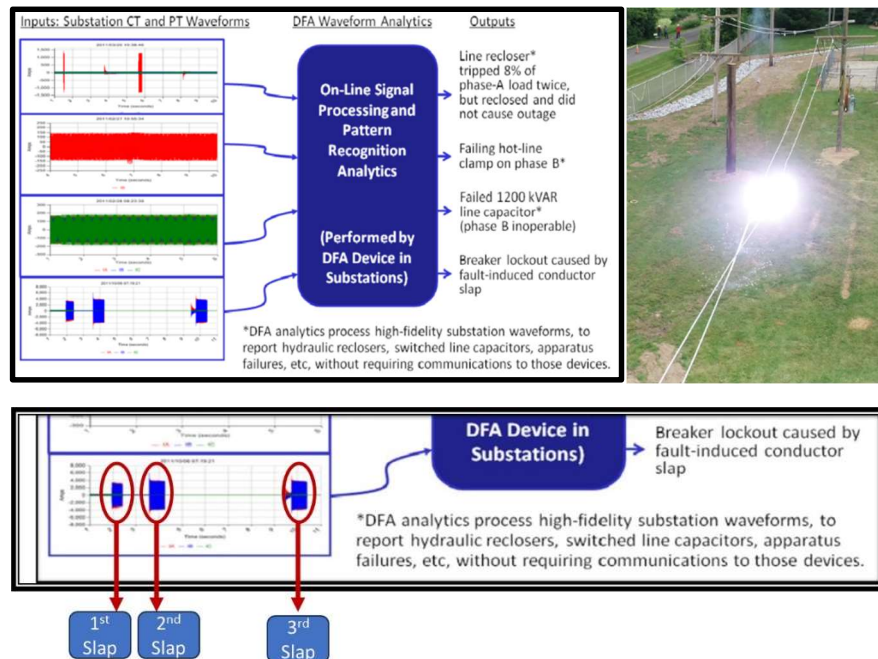 Inputs: Substation CT and PT Waveforms
DFA Waveform Analytics
Outputs
On-Line Signal
Processing and
Pattern
Recognition
Analytics
(Performed by
DFA Device in
Substations)
Line recloser*
tripped 8% of
phase-A load twice,
but reclosed and did
not cause outage
Failing hot-line
clamp on phase B*
Failed 1200 kVAR
line capacitor*
(phase B inoperable)
Breaker lockout caused by
fault-induced conductor
slap
*DFA analytics process high-fidelity substation waveforms, to
report hydraulic reclosers, switched line capacitors, apparatus
failures, etc, without requiring communications to those devices.
Time (seconds)
DFA Device in
Substations)
Breaker lockout caused by
fault-induced conductor
slap
*DFA analytics process high-fidelity substation waveforms, to
report hydraulic reclosers, switched line capacitors, apparatus
failures, etc, without requiring communications to those devices.
1st
Slap
2nd
Slap
3rd
Slap